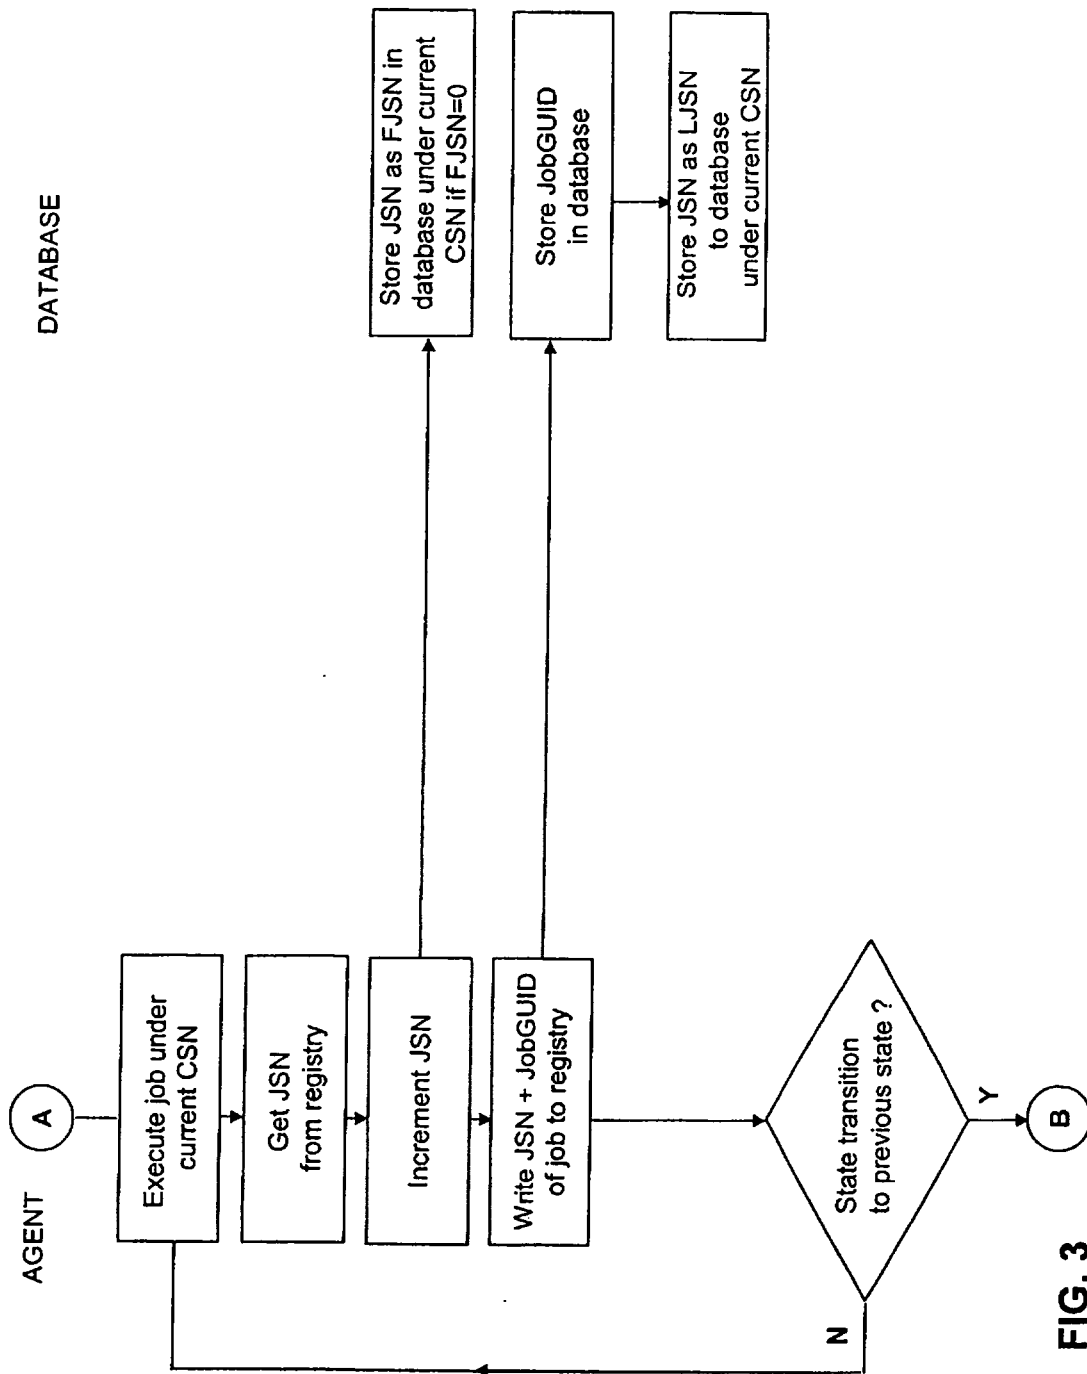 AGENT
DATABASE
A
Execute job under
current CSN
Get JSN
from registry
Increment JSN
Store JSN as FJSN in
database under current
CSN if FJSN=0
Write JSN + JobGUID
of job to registry
Store JobGUID
in database
Store JSN as LJSN
to database
under current CSN
State transition
to previous state ?
N
Y
B
FIG. 3